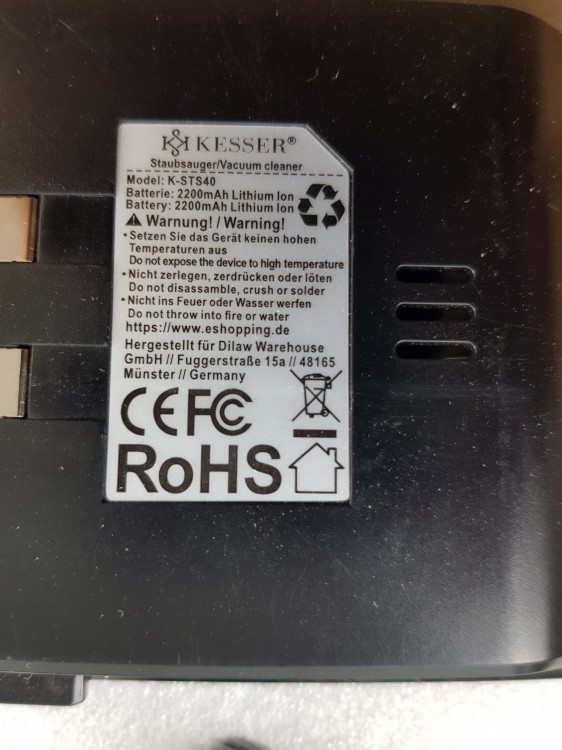 KESSER®
Staubsauger/Vacuum cleaner
Model: K-STS40
Batterie: 2200mAh Lithium Ion
Battery: 2200mAh Lithium Ion
Warnung! / Warning!
•Setzen Sie das Gerät keinen hohen
Temperaturen aus
Do not expose the device to high temperature
•Nicht zerlegen, zerdrücken oder löten
Do not disassamble, crush or solder
•Nicht ins Feuer oder Wasser werfen
Do not throw into fire or water
https://www.eshopping.de
Hergestellt für Dilaw Warehouse
GmbH // Fuggerstraße 15a // 48165
Münster // Germany
CE FC
RoHS